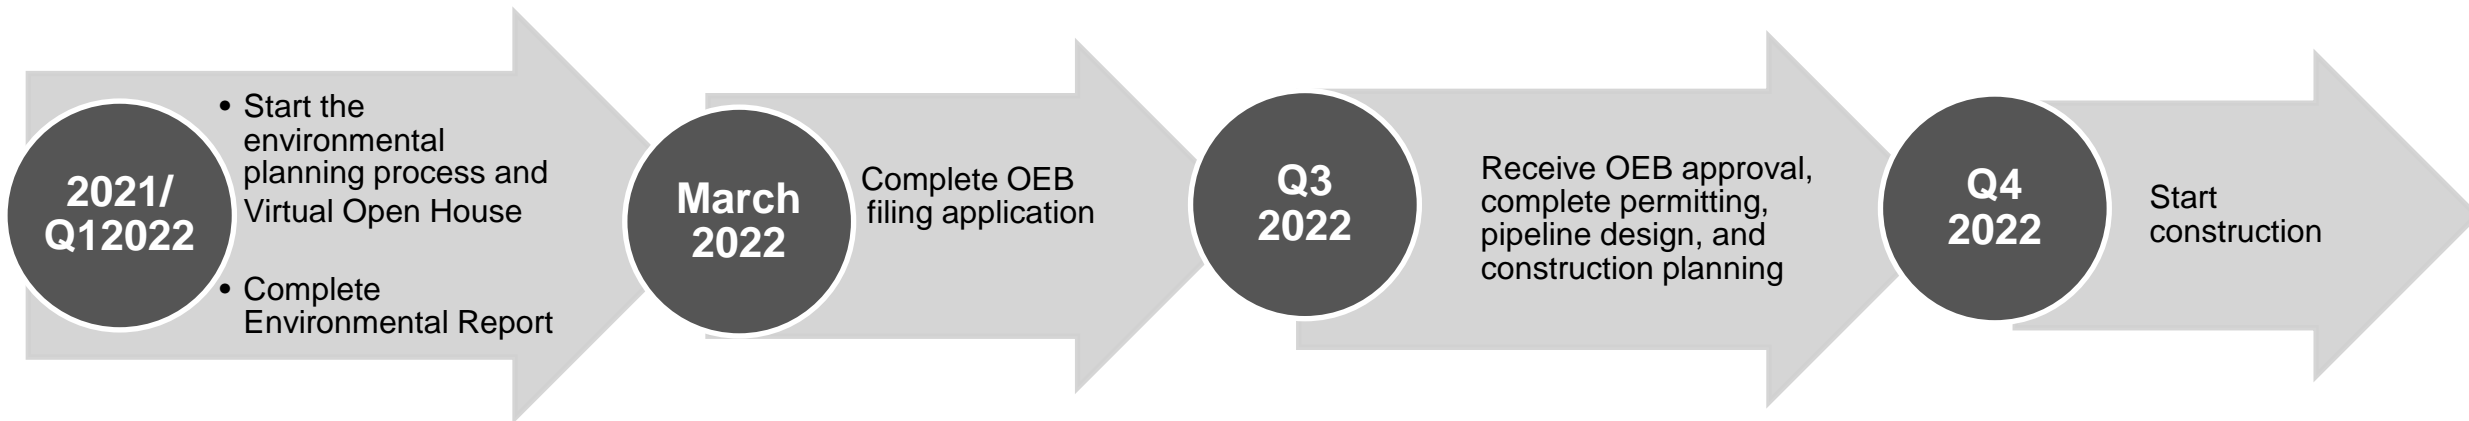 2021/
Q12022
• Start the
environmental
planning process and
Virtual Open House
• Complete
Environmental Report
March
2022
Complete OEB
filing application
Q3
2022
Receive OEB approval,
complete permitting,
pipeline design, and
construction planning
Q4
2022
Start
construction